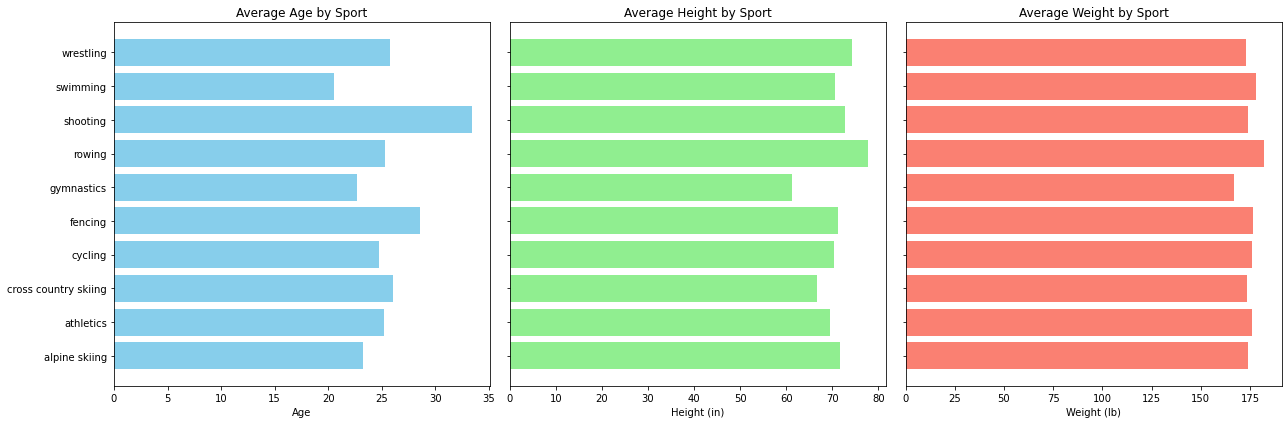 Average Age by Sport
wrestling
swimming
shooting
rowing
gymnastics
fencing
cycling
cross country skiing
athletics
alpine skiing
0 5 10 15 20 25 30 35
Age
Average Height by Sport
0 10 20 30 40 50 60 70 80
Height (in)
Average Weight by Sport
0 25 50 75 100 125 150 175
Weight (lb)